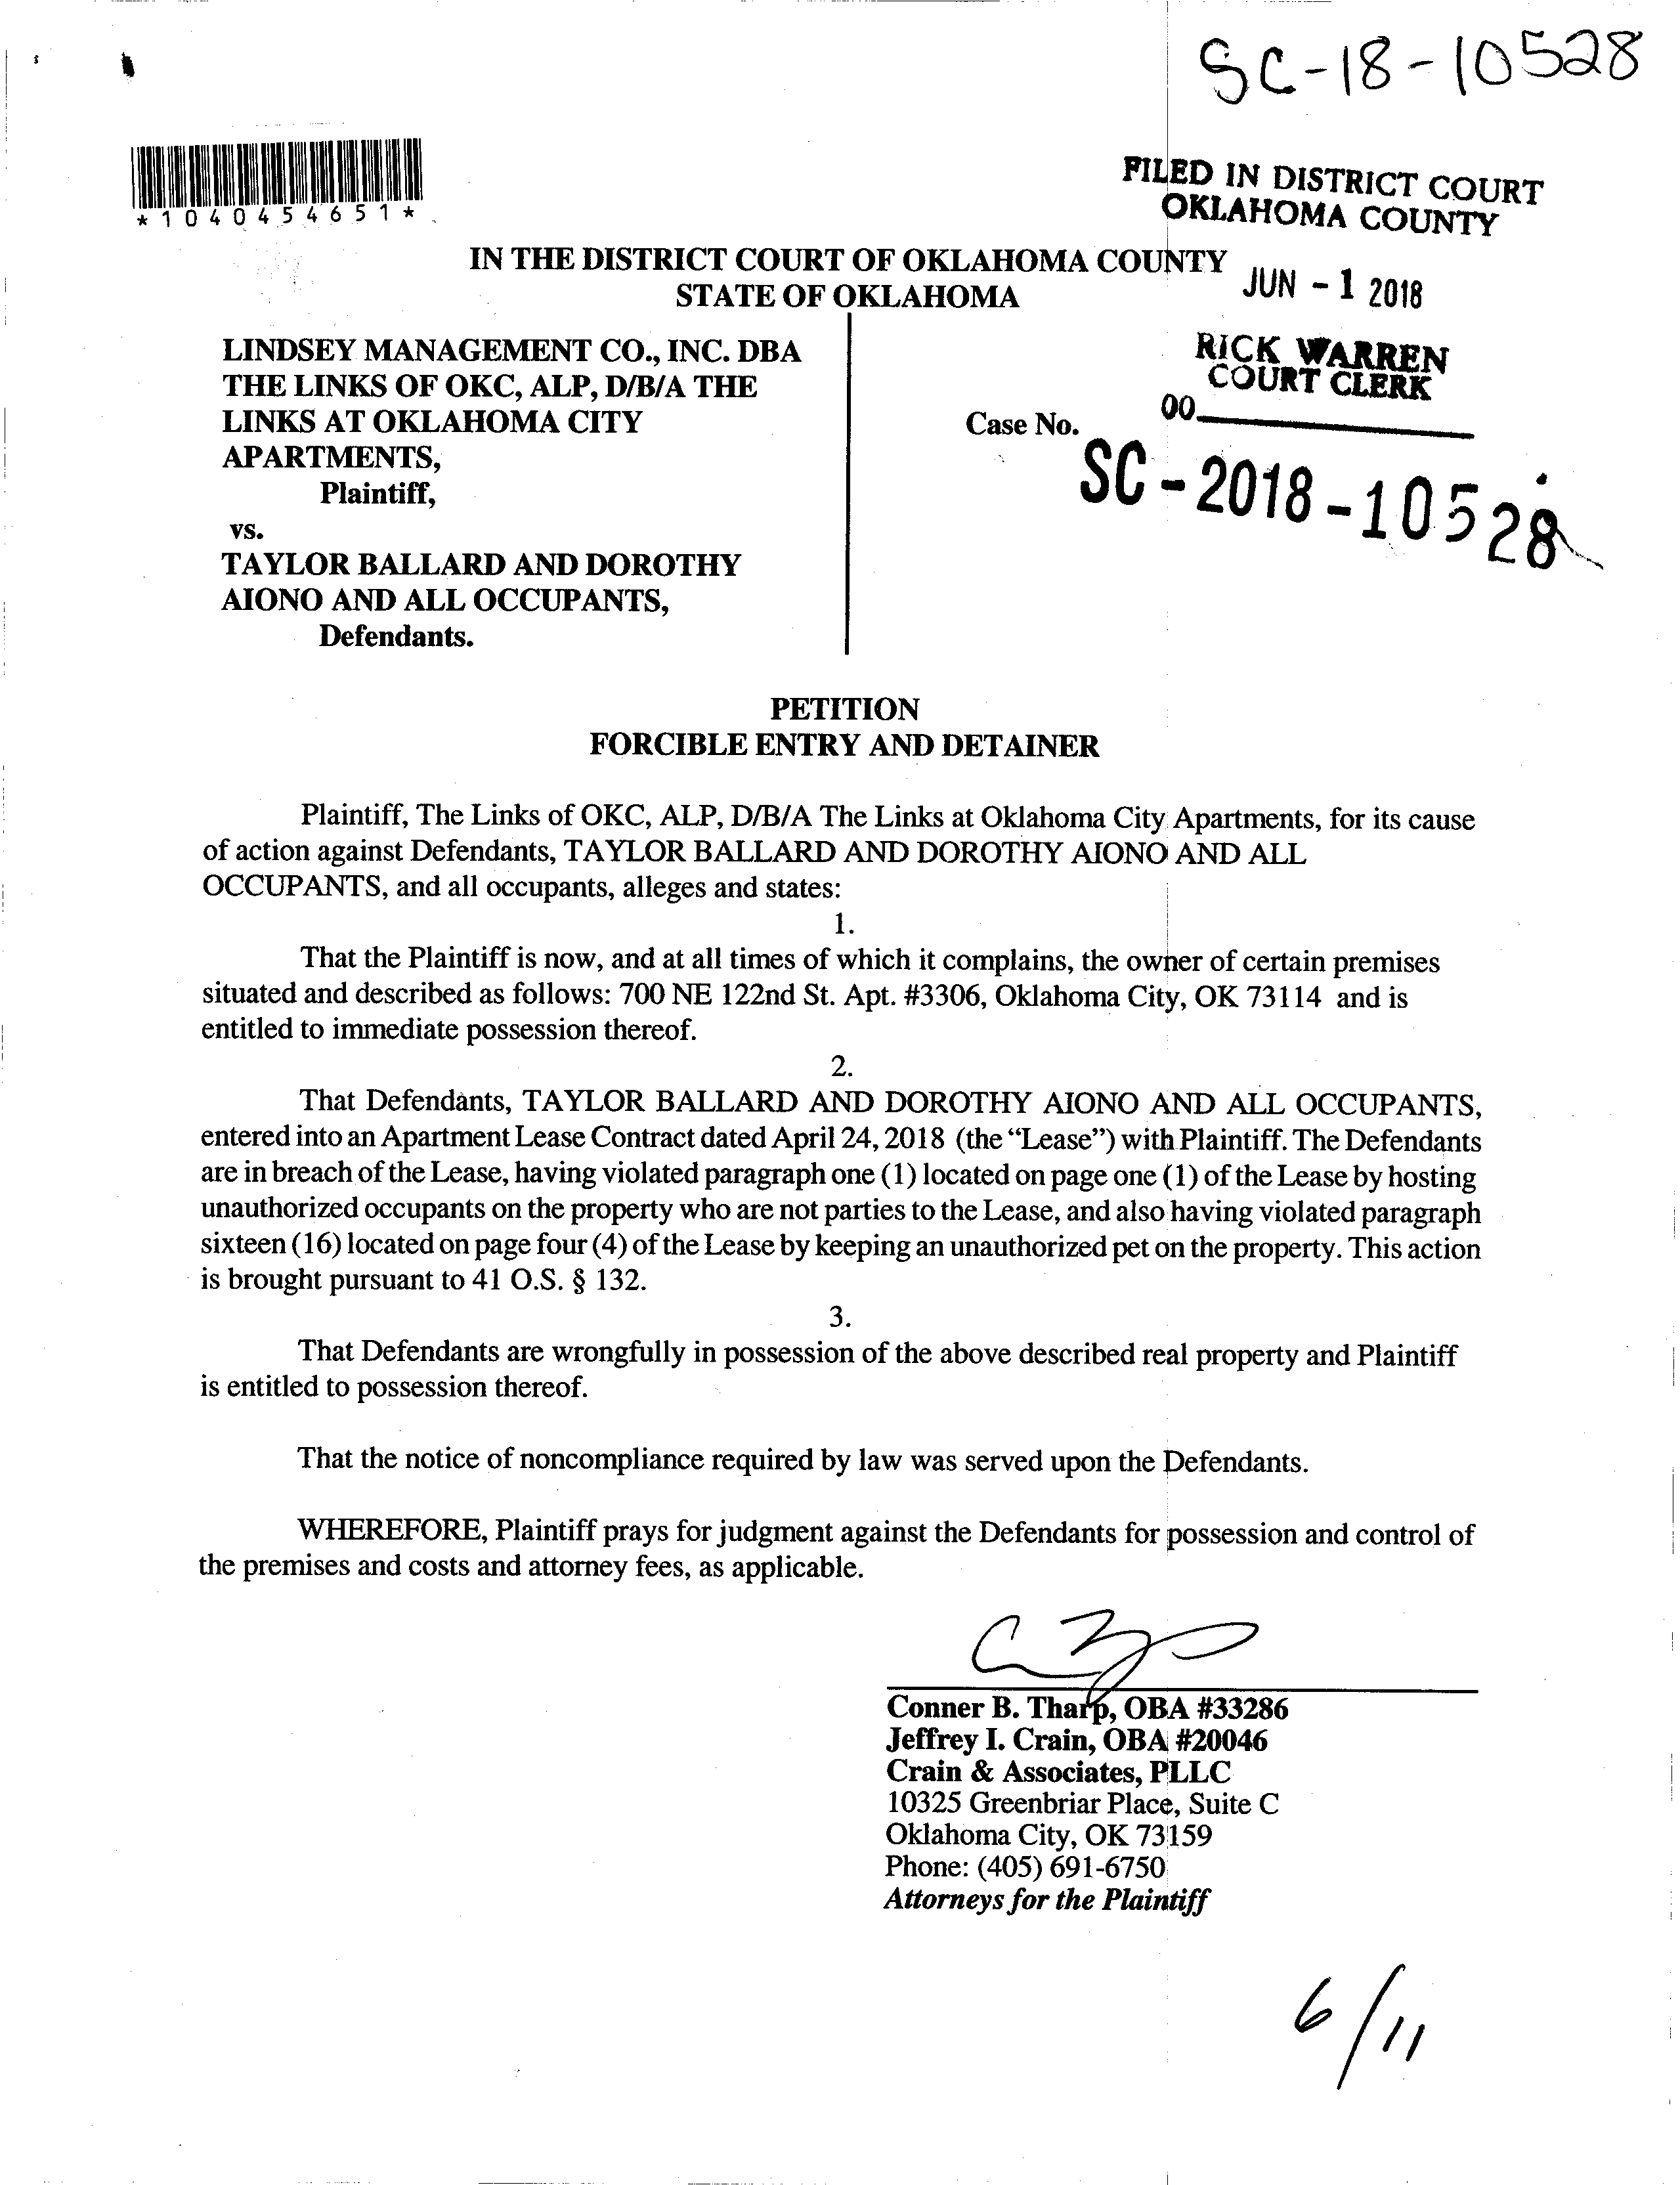 SC-18-10528
*1040454651*
FILED IN DISTRICT COURT
OKLAHOMA COUNTY
IN THE DISTRICT COURT OF OKLAHOMA COUNTY
STATE OF OKLAHOMA
JUN - 1 2018
RICK WARREN
COURT CLERK
00
LINDSEY MANAGEMENT CO., INC. DBA
THE LINKS OF OKC, ALP, D/B/A THE
LINKS AT OKLAHOMA CITY
APARTMENTS,
Plaintiff,
vs.
TAYLOR BALLARD AND DOROTHY
AIONO AND ALL OCCUPANTS,
Defendants.
Case No.
SC-2018-10528
PETITION
FORCIBLE ENTRY AND DETAINER
Plaintiff, The Links of OKC, ALP, D/B/A The Links at Oklahoma City Apartments, for its cause
of action against Defendants, TAYLOR BALLARD AND DOROTHY AIONO AND ALL
OCCUPANTS, and all occupants, alleges and states:
1.
That the Plaintiff is now, and at all times of which it complains, the owner of certain premises
situated and described as follows: 700 NE 122nd St. Apt. #3306, Oklahoma City, OK 73114 and is
entitled to immediate possession thereof.
2.
That Defendants, TAYLOR BALLARD AND DOROTHY AIONO AND ALL OCCUPANTS,
entered into an Apartment Lease Contract dated April 24, 2018 (the “Lease”) with Plaintiff. The Defendants
are in breach of the Lease, having violated paragraph one (1) located on page one (1) of the Lease by hosting
unauthorized occupants on the property who are not parties to the Lease, and also having violated paragraph
sixteen (16) located on page four (4) of the Lease by keeping an unauthorized pet on the property. This action
is brought pursuant to 41 O.S. § 132.
3.
That Defendants are wrongfully in possession of the above described real property and Plaintiff
is entitled to possession thereof.
That the notice of noncompliance required by law was served upon the Defendants.
WHEREFORE, Plaintiff prays for judgment against the Defendants for possession and control of
the premises and costs and attorney fees, as applicable.
Conner B. Tharp, OBA #33286
Jeffrey I. Crain, OBA #20046
Crain & Associates, PLLC
10325 Greenbriar Place, Suite C
Oklahoma City, OK 73159
Phone: (405) 691-6750
Attorneys for the Plaintiff
6/11